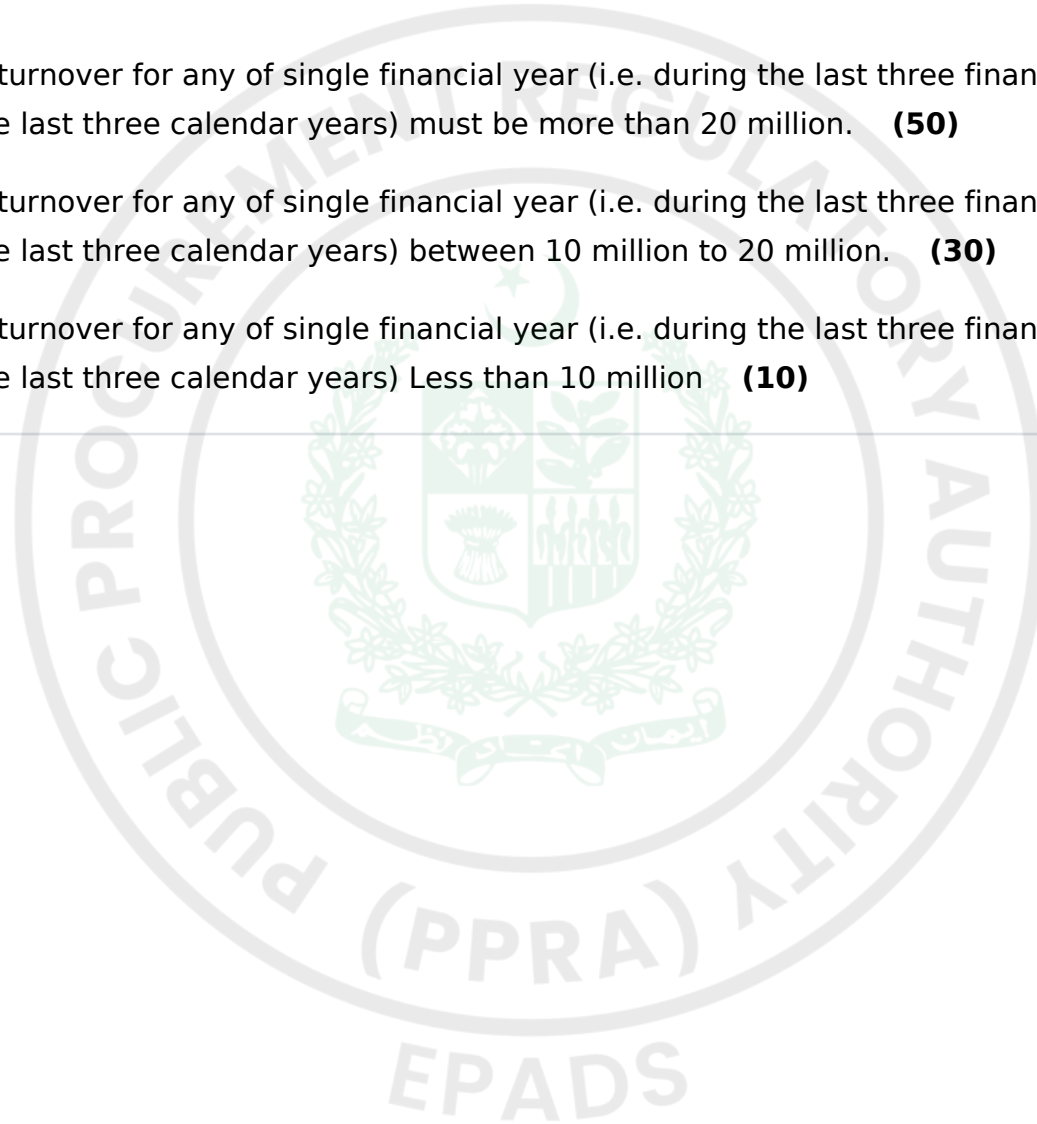 turnover for any of single financial year (i.e. during the last three finan
e last three calendar years) must be more than 20 million. (50)
turnover for any of single financial year (i.e. during the last three finan
e last three calendar years) between 10 million to 20 million. (30)
turnover for any of single financial year (i.e. during the last three finan
e last three calendar years) Less than 10 million (10)
PUBLIC PROCUREMENT REGULATORY AUTHORITY
(PPRA)
EPADS